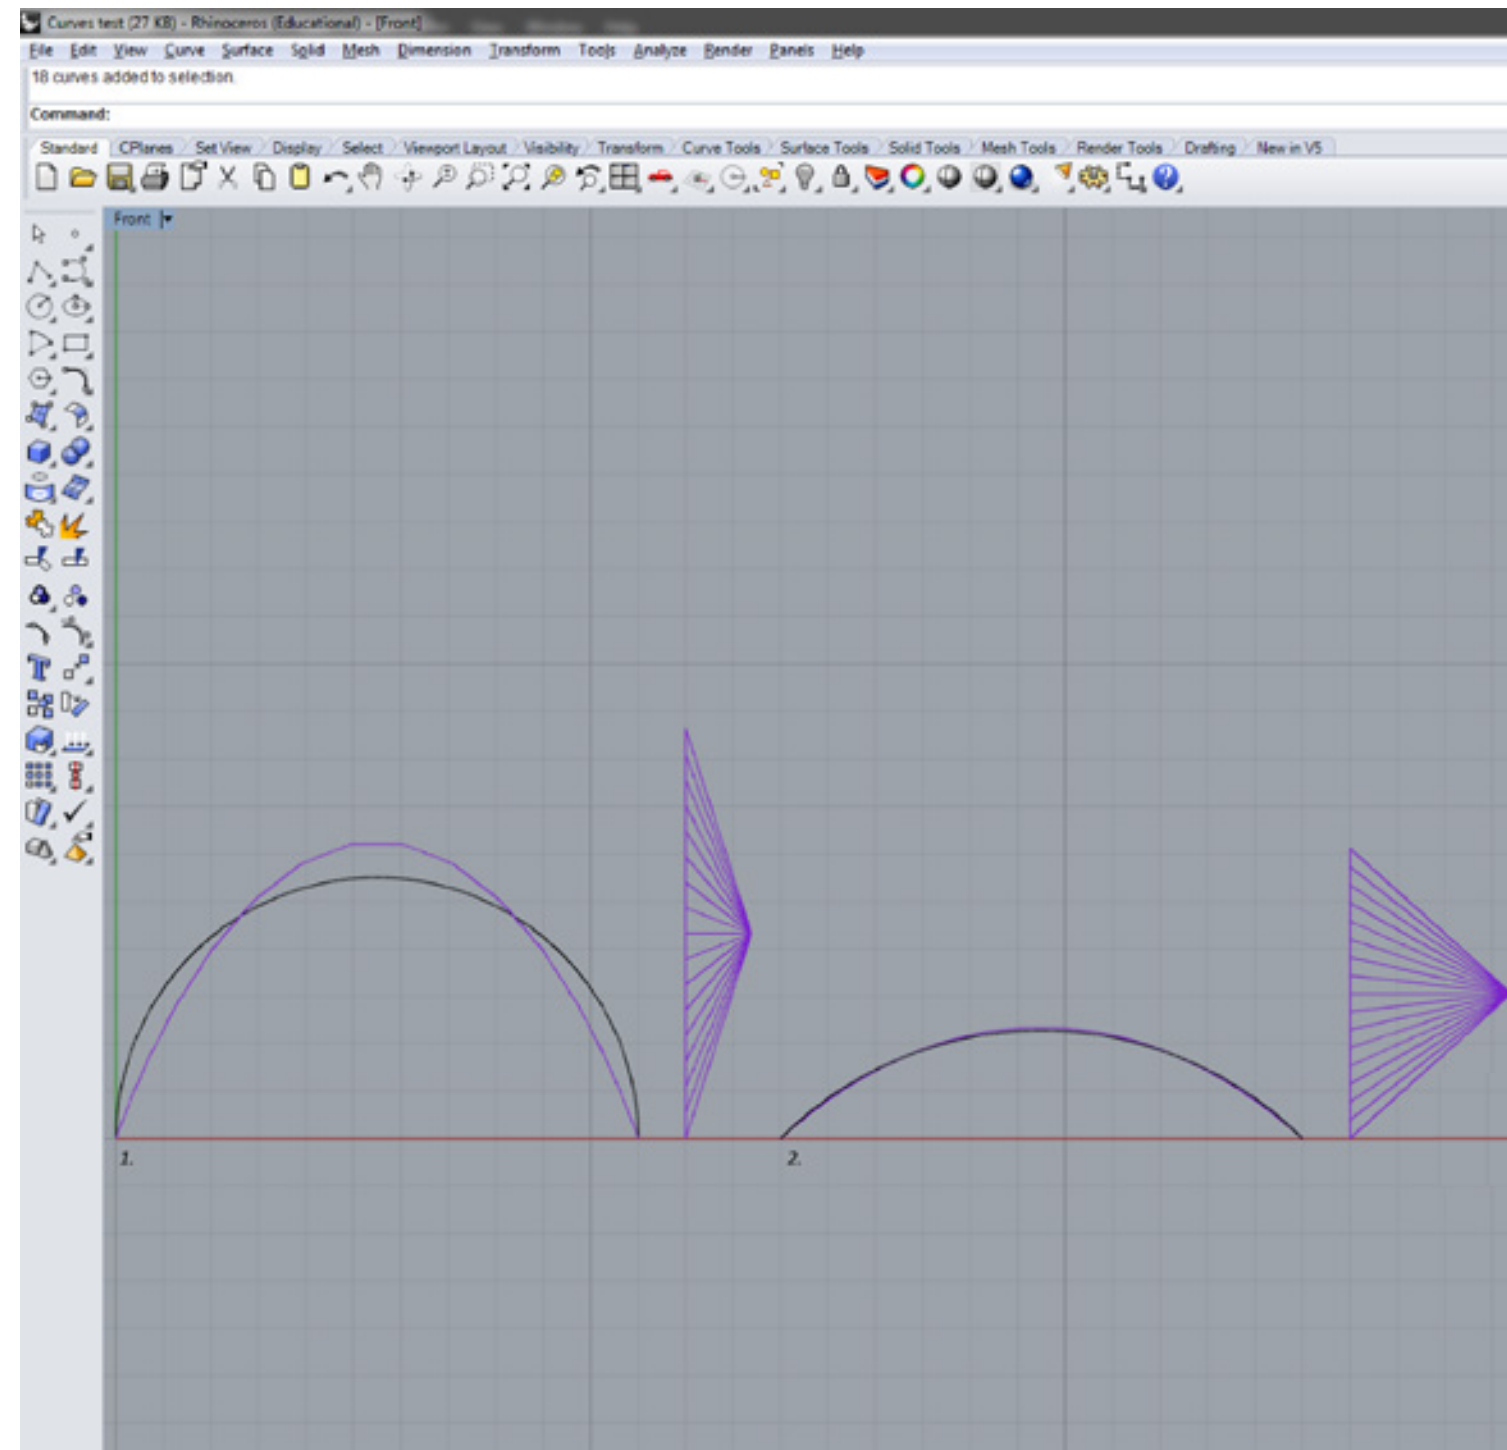 Curves test (27 KB) - Rhinoceros (Educational) - [Front]
File Edit View Curve Surface Solid Mesh Dimension Transform Tools Analyze Render Panels Help
18 curves added to selection.
Command:
Standard CPlanes Set View Display Select Viewport Layout Visibility Transform Curve Tools Surface Tools Solid Tools Mesh Tools Render Tools Drafting New in V5
Front
1.
2.